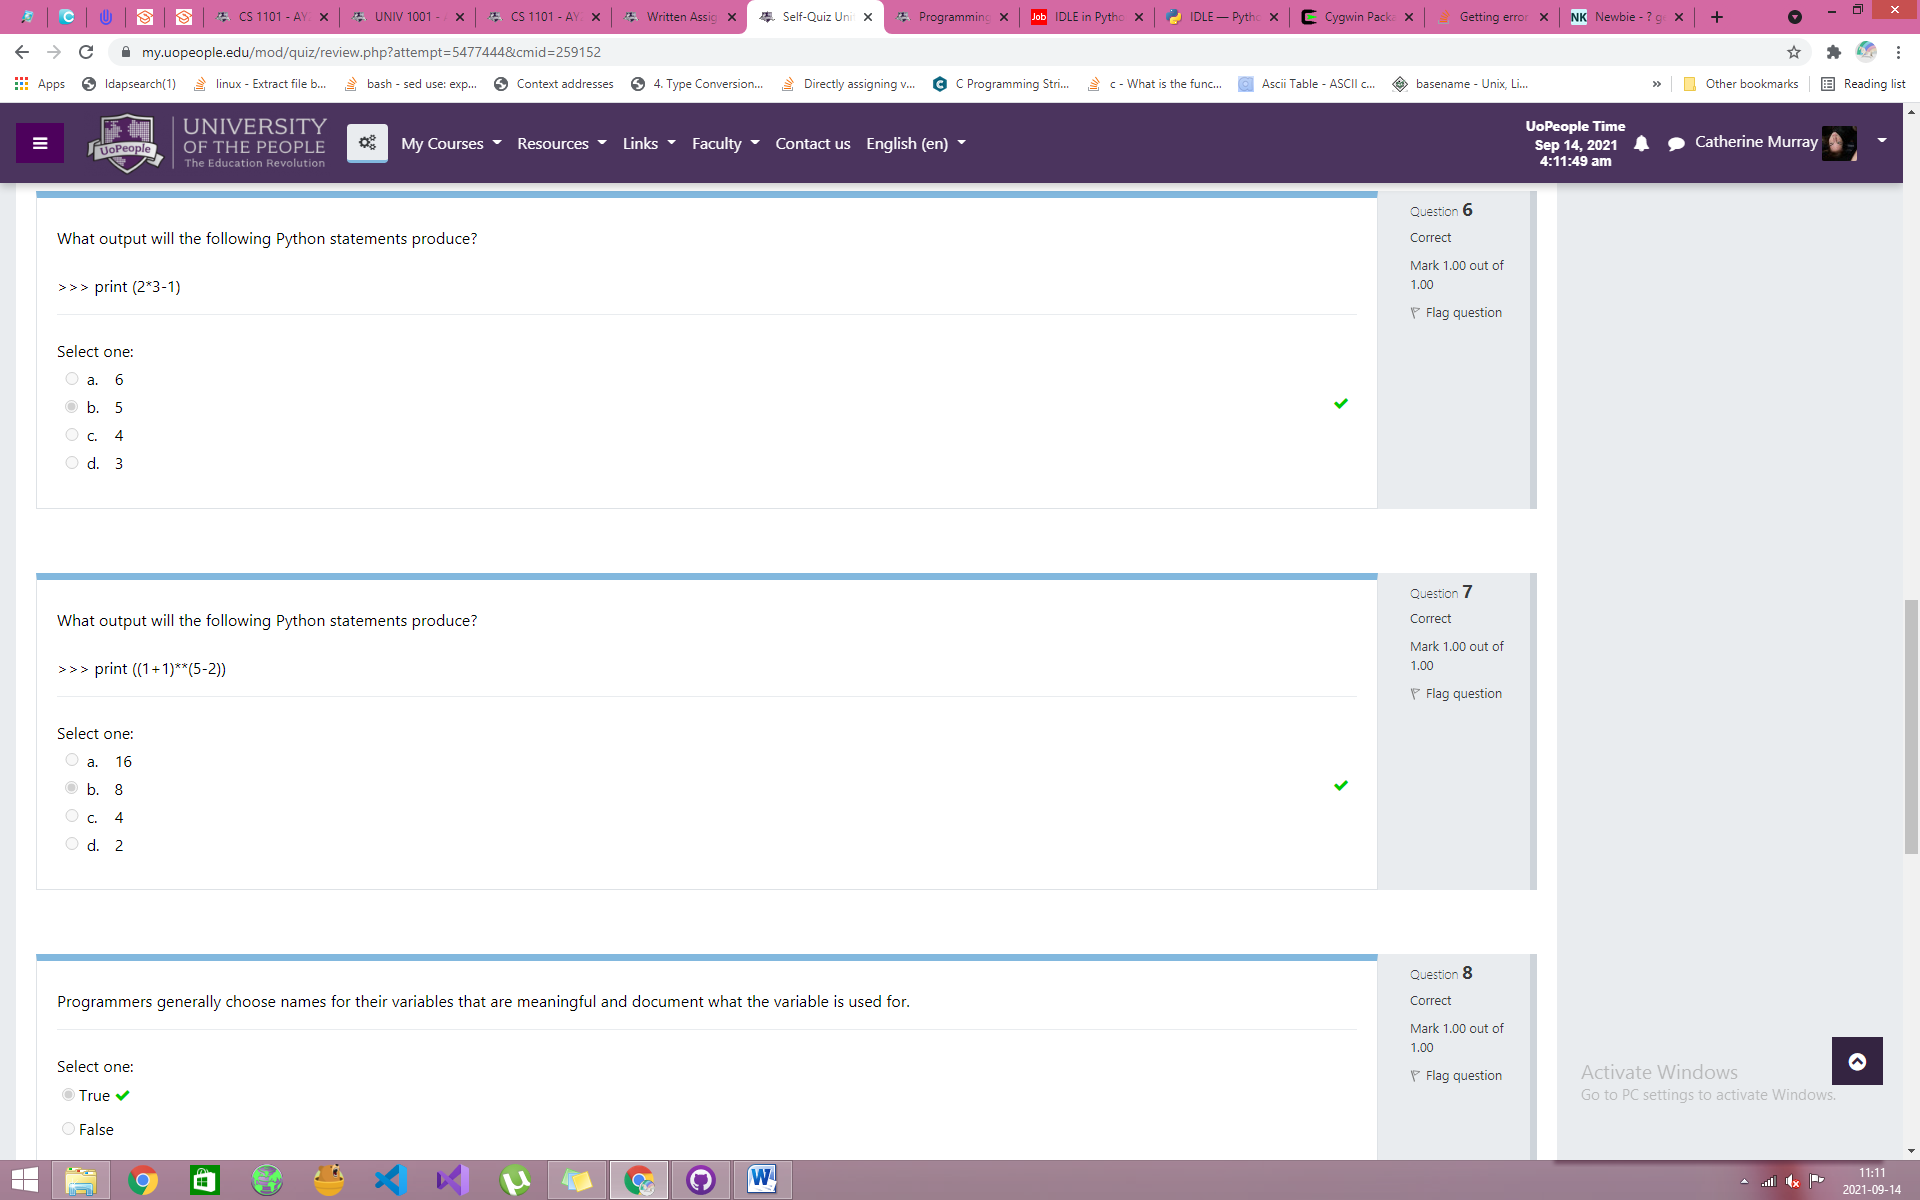 CS 1101 - AY
UNIV 1001 -
CS 1101 - AY
Written Assig
Self-Quiz Uni
Programming
Job IDLE in Pytho
IDLE — Pytho
Cygwin Pack
Getting error
NK Newbie - ? g
my.uopeople.edu/mod/quiz/review.php?attempt=5477444&cmid=259152
Apps
ldapsearch(1)
linux - Extract file b...
bash - sed use: exp...
Context addresses
4. Type Conversion...
Directly assigning v...
C Programming Stri...
c - What is the func...
Ascii Table - ASCII c...
basename - Unix, Li...
»
Other bookmarks
Reading list
UoPeople
UNIVERSITY
OF THE PEOPLE
The Education Revolution
My Courses
Resources
Links
Faculty
Contact us
English (en)
UoPeople Time
Sep 14, 2021
4:11:49 am
Catherine Murray
What output will the following Python statements produce?
>>> print (2*3-1)
Select one:
a. 6
b. 5
c. 4
d. 3
Question 6
Correct
Mark 1.00 out of
1.00
Flag question
What output will the following Python statements produce?
>>> print ((1+1)**(5-2))
Select one:
a. 16
b. 8
c. 4
d. 2
Question 7
Correct
Mark 1.00 out of
1.00
Flag question
Programmers generally choose names for their variables that are meaningful and document what the variable is used for.
Select one:
True
False
Question 8
Correct
Mark 1.00 out of
1.00
Flag question
Activate Windows
Go to PC settings to activate Windows.
11:11
2021-09-14